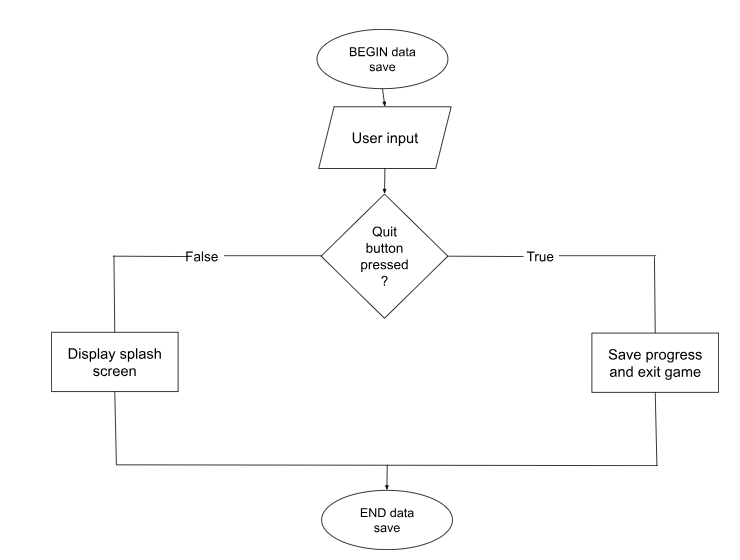 BEGIN data
save
User input
Quit
button
pressed
?
False
True
Display splash
screen
Save progress
and exit game
END data
save